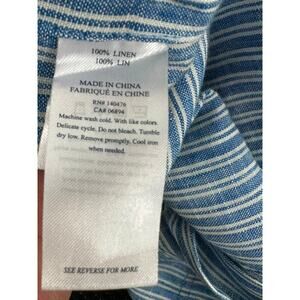 100% LINEN
100% LIN
MADE IN CHINA
FABRIQUÉ EN CHINE
RN# 140476
CA# 06894
Machine wash cold. With like colors.
Delicate cycle. Do not bleach. Tumble
dry low. Remove promptly. Cool iron
when needed.
SEE REVERSE FOR MORE